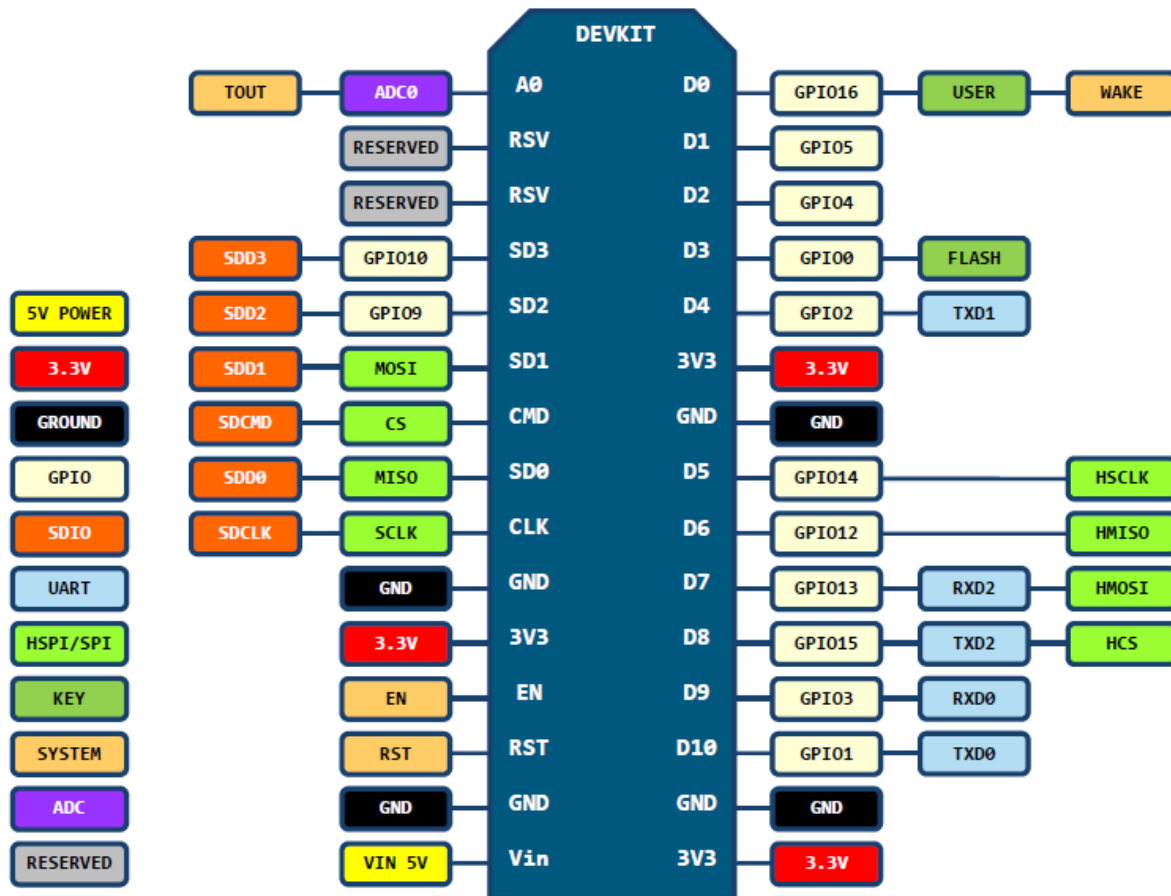 DEVKIT
TOUT ADC0 A0 D0 GPIO16 USER WAKE
RESERVED RSV D1 GPIO5
RESERVED RSV D2 GPIO4
SDD3 GPIO10 SD3 D3 GPIO0 FLASH
5V POWER SDD2 GPIO9 SD2 D4 GPIO2 TXD1
3.3V SDD1 MOSI SD1 3V3 3.3V
GROUND SDCMD CS CMD GND GND
GPIO SDD0 MISO SD0 D5 GPIO14 HSCLK
SDIO SDCLK SCLK CLK D6 GPIO12 HMISO
UART GND GND D7 GPIO13 RXD2 HMOSI
HSPI/SPI 3.3V 3V3 D8 GPIO15 TXD2 HCS
KEY EN EN D9 GPIO3 RXD0
SYSTEM RST RST D10 GPIO1 TXD0
ADC GND GND GND GND
RESERVED VIN 5V Vin 3V3 3.3V